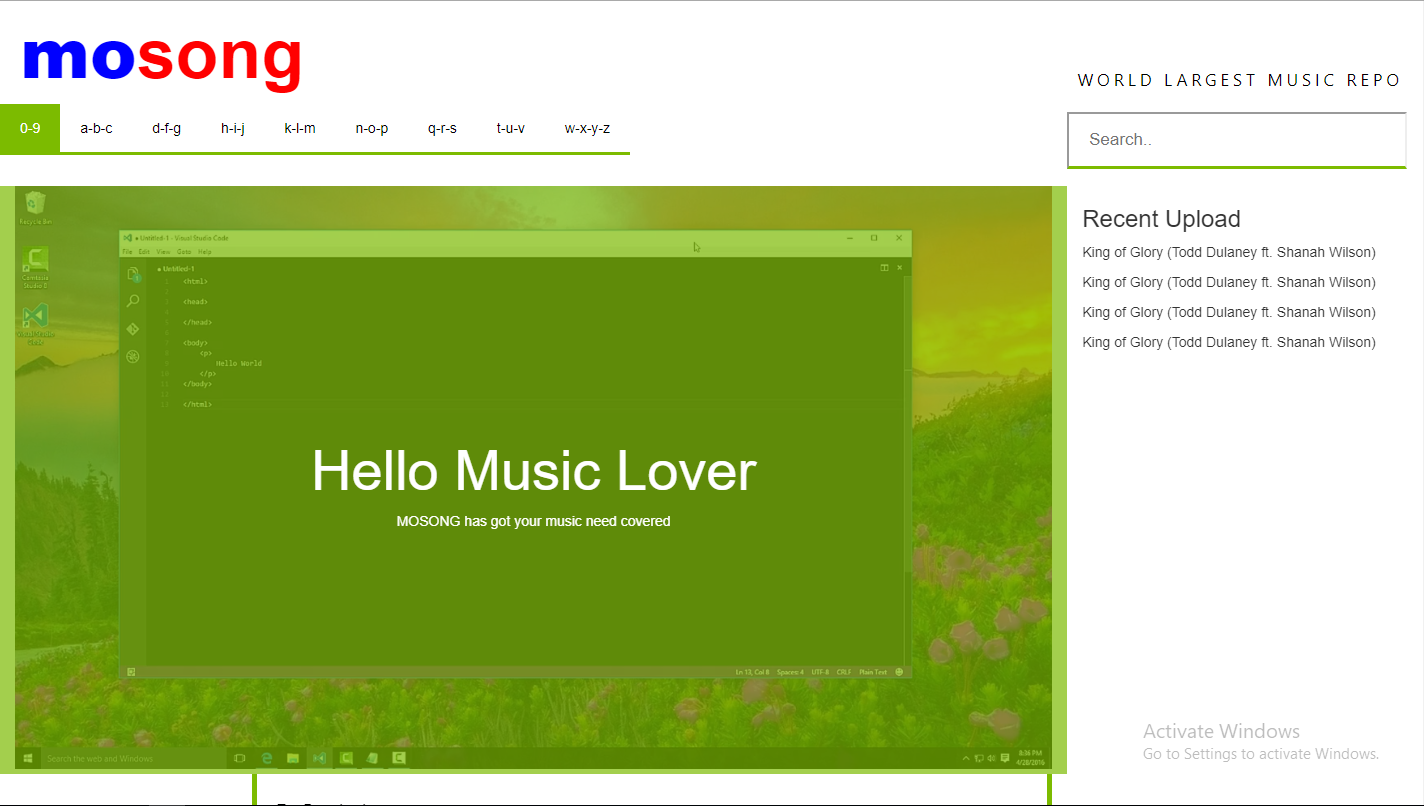 mosong
WORLD LARGEST MUSIC REPO
0-9 a-b-c d-f-g h-i-j k-l-m n-o-p q-r-s t-u-v w-x-y-z
Search..
Recycle Bin
Camtasia
Studio 8
Visual Studio
Code
Untitled-1 - Visual Studio Code
File Edit View Goto Help
Untitled-1
<html>
<head>
</head>
<body>
<p>
Hello World
</p>
</body>
</html>
Hello Music Lover
MOSONG has got your music need covered
Ln 13, Col 8 Spaces: 4 UTF-8 CRLF Plain Text
Search the web and Windows
8:36 PM
4/28/2016
Recent Upload
King of Glory (Todd Dulaney ft. Shanah Wilson)
King of Glory (Todd Dulaney ft. Shanah Wilson)
King of Glory (Todd Dulaney ft. Shanah Wilson)
King of Glory (Todd Dulaney ft. Shanah Wilson)
Activate Windows
Go to Settings to activate Windows.